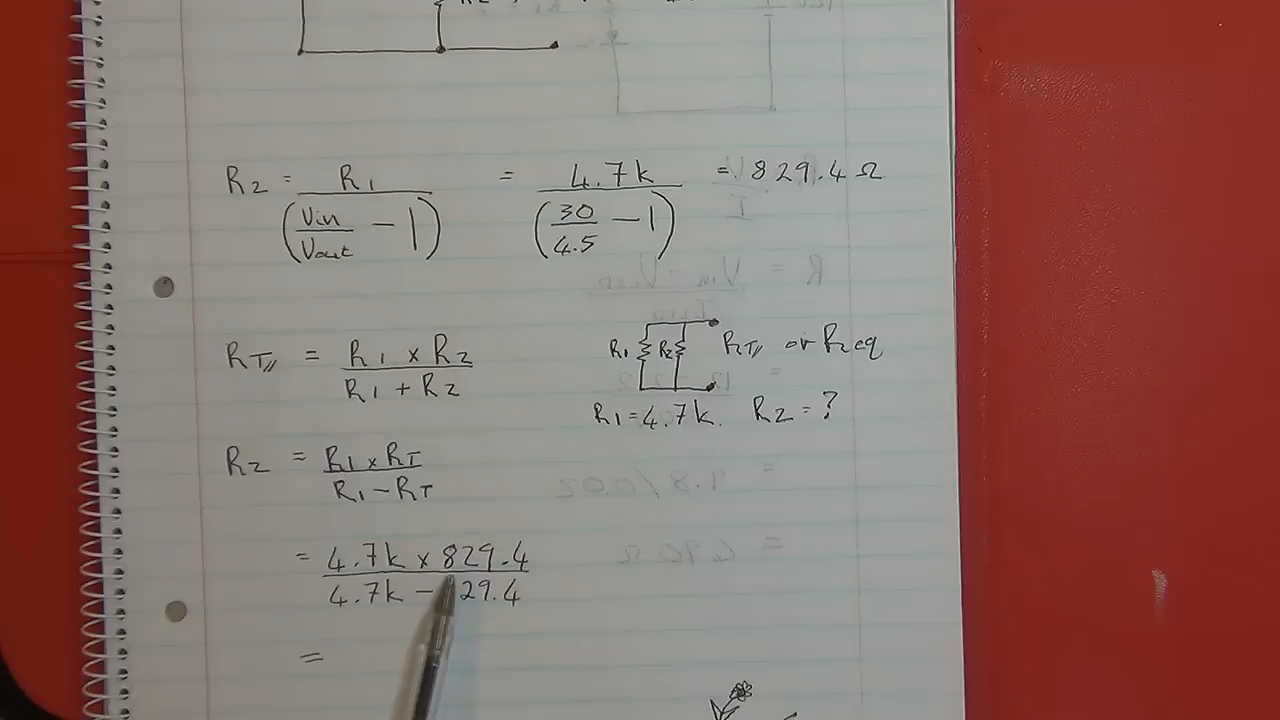 R2 = R1 / (Vin / Vout - 1) = 4.7k / (30 / 4.5 - 1) = 829.4 Ω
RT// = R1 x R2 / R1 + R2
R1 R2 RT// or Req
R1 = 4.7k. R2 = ?
R2 = R1 x RT / R1 - RT
= 4.7k x 829.4 / 4.7k - 29.4
=